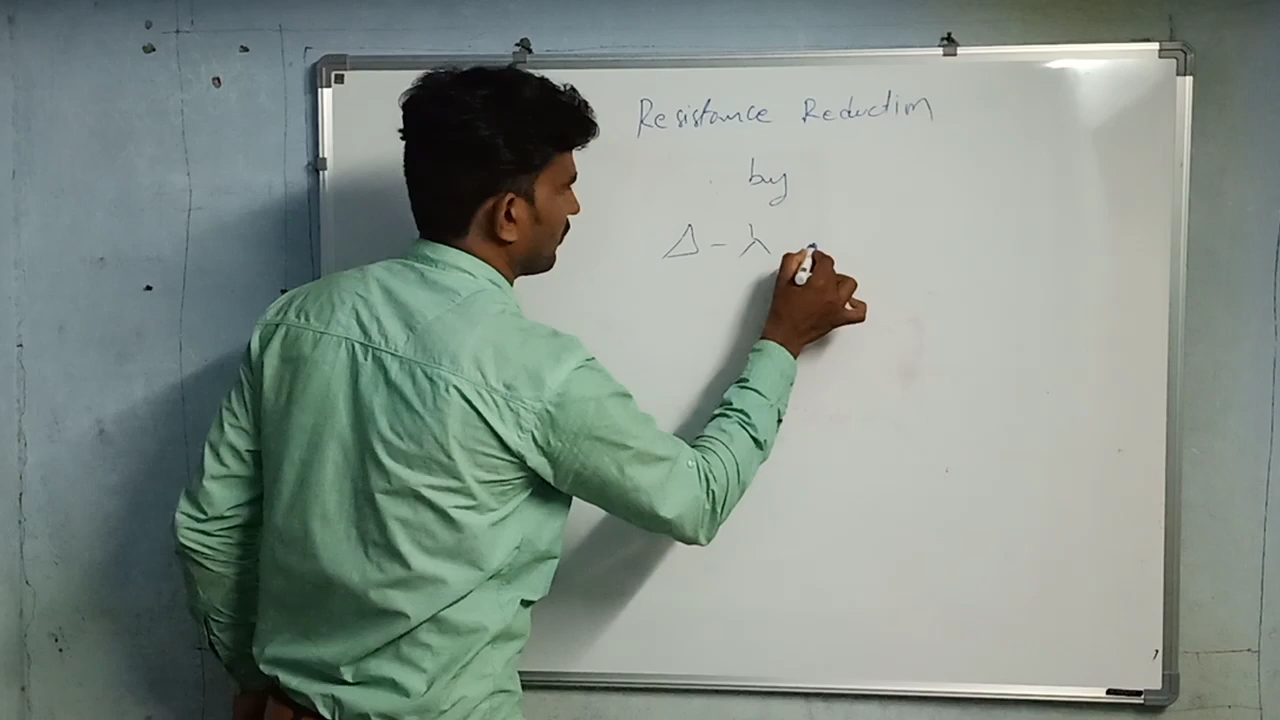 Resistance Reduction
by
Δ - ⅄